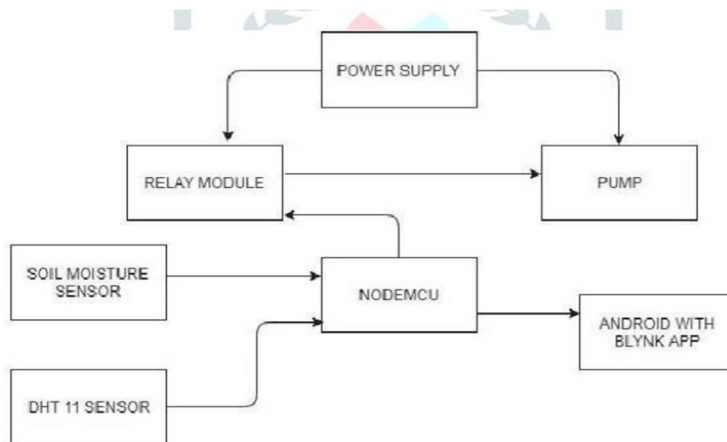 POWER SUPPLY
RELAY MODULE
PUMP
SOIL MOISTURE
SENSOR
NODEMCU
ANDROID WITH
BLYNK APP
DHT 11 SENSOR